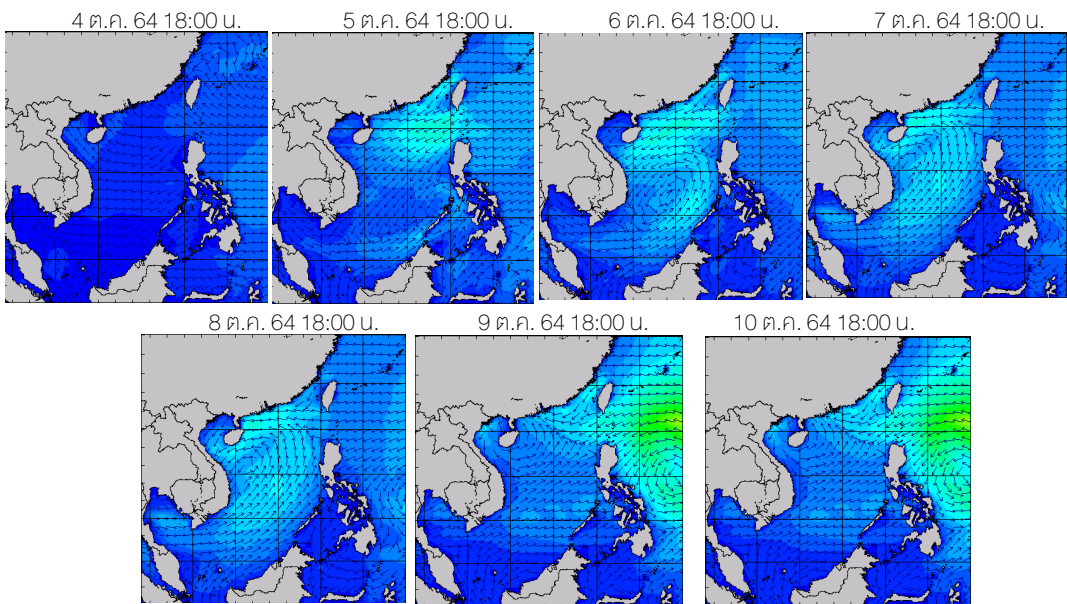 4 ต.ค. 64 18:00 น.
5 ต.ค. 64 18:00 น.
6 ต.ค. 64 18:00 น.
7 ต.ค. 64 18:00 น.
8 ต.ค. 64 18:00 น.
9 ต.ค. 64 18:00 น.
10 ต.ค. 64 18:00 น.